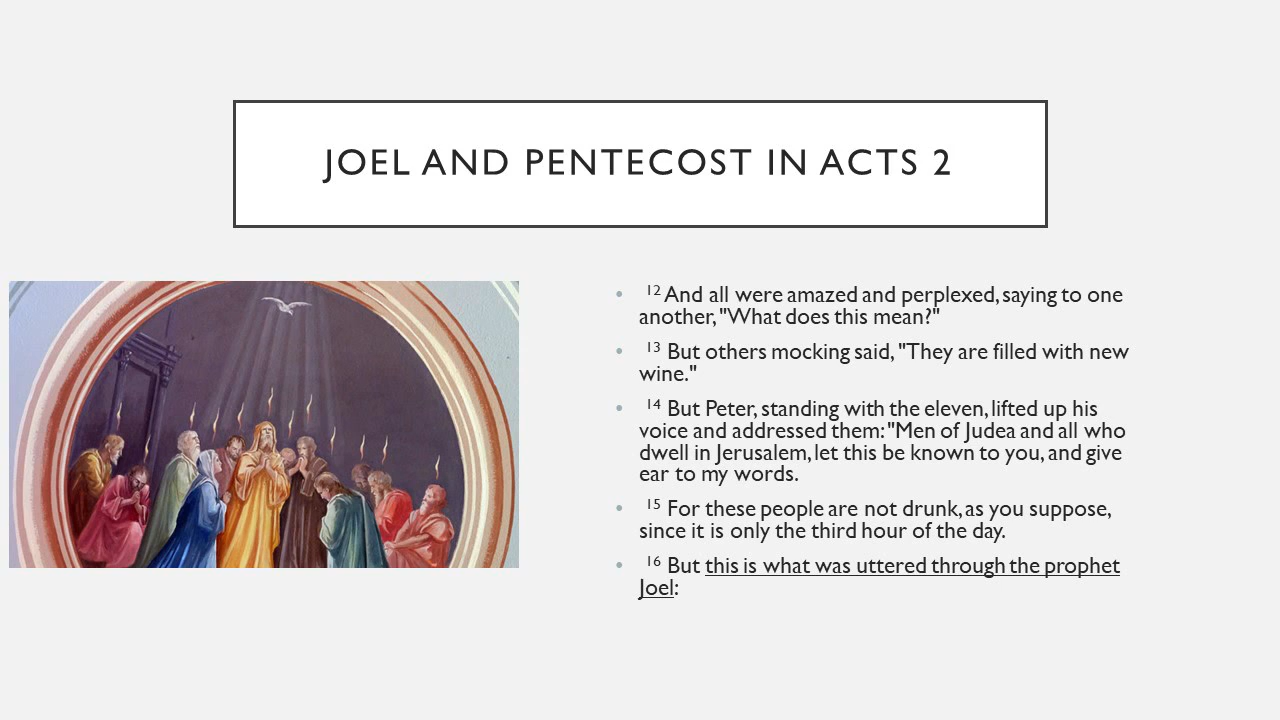 JOEL AND PENTECOST IN ACTS 2
• 12 And all were amazed and perplexed, saying to one
another, "What does this mean?"
• 13 But others mocking said, "They are filled with new
wine."
• 14 But Peter, standing with the eleven, lifted up his
voice and addressed them: "Men of Judea and all who
dwell in Jerusalem, let this be known to you, and give
ear to my words.
• 15 For these people are not drunk, as you suppose,
since it is only the third hour of the day.
• 16 But this is what was uttered through the prophet
Joel: